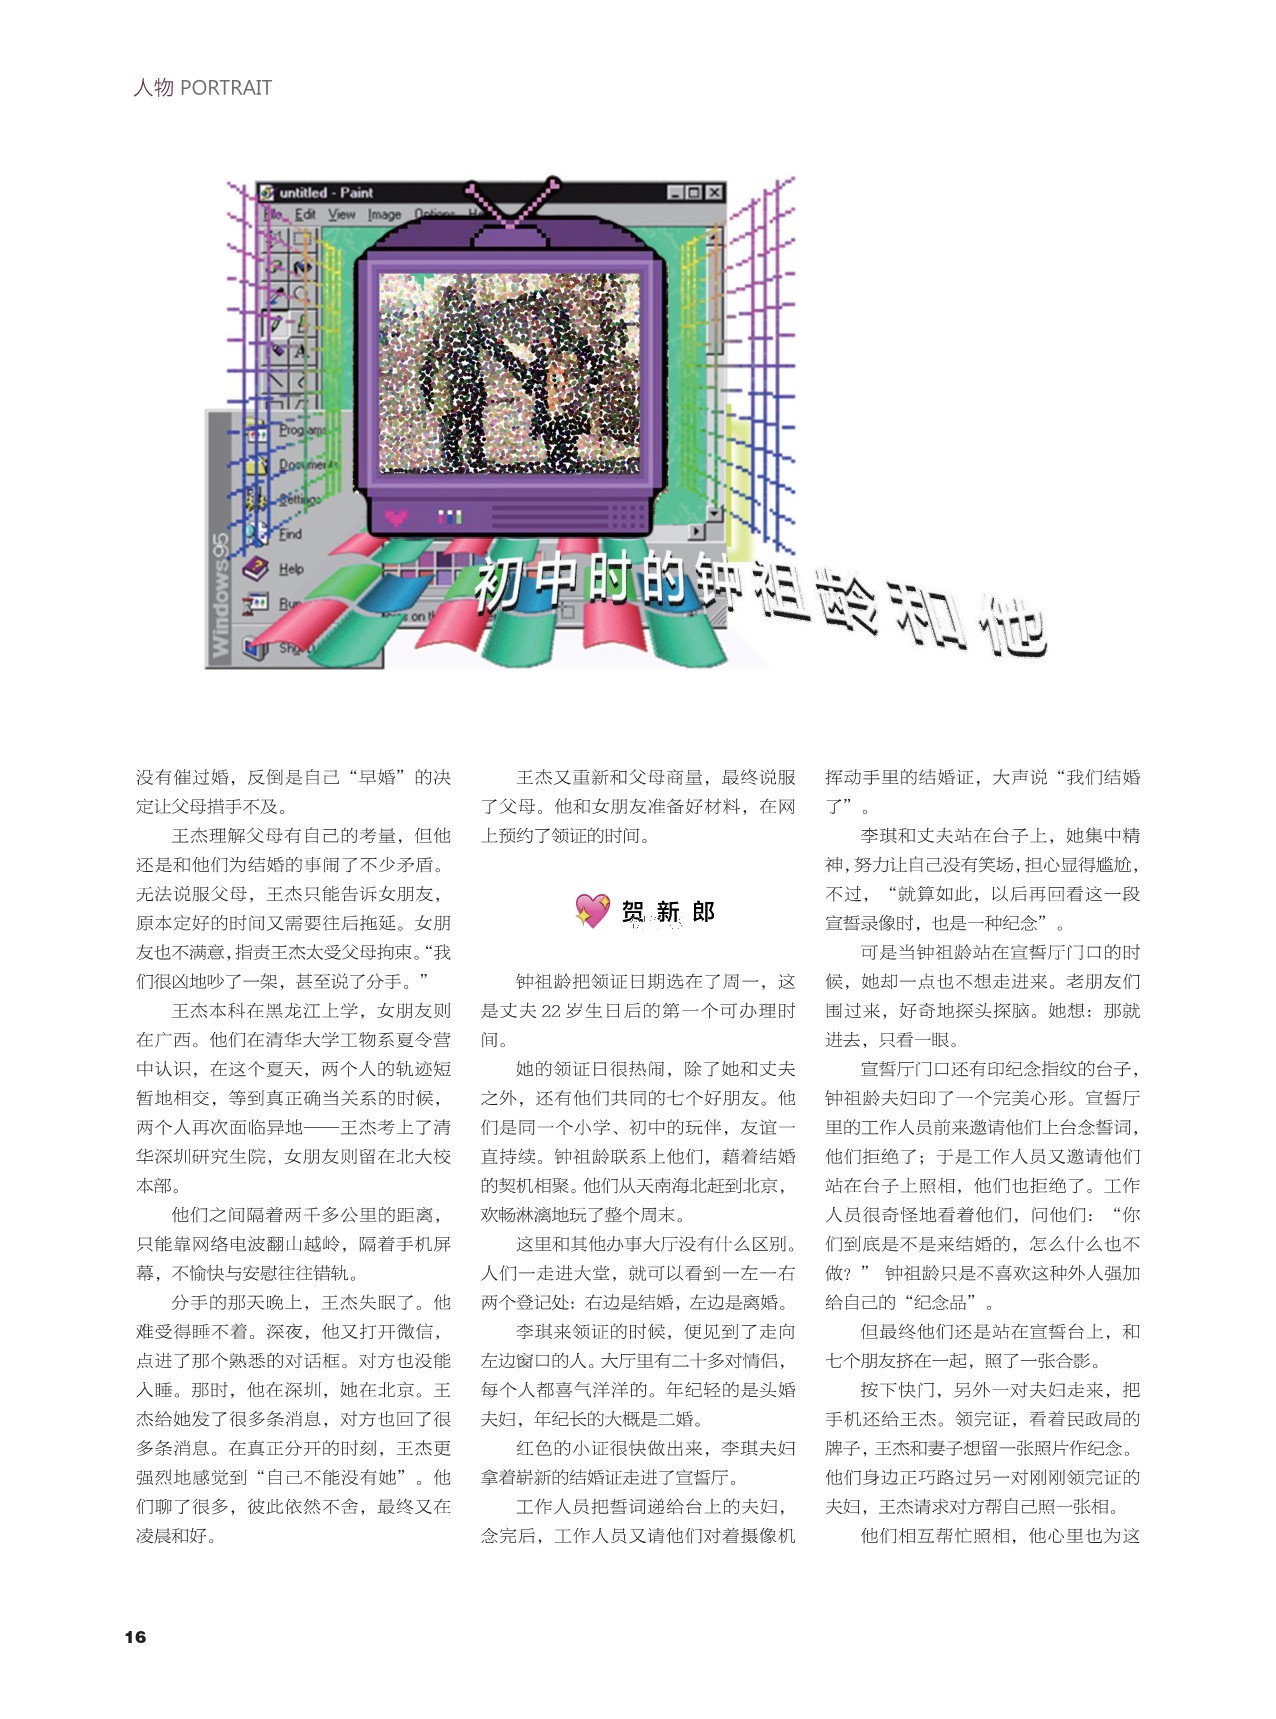 人物 PORTRAIT
untitled - Paint
File Edit View Image Options
Programs
Documents
Settings
Find
Help
Run
Windows95
初中时的钟祖龄和他
没有催过婚，反倒是自己“早婚”的决
定让父母措手不及。
王杰理解父母有自己的考量，但他
还是和他们为结婚的事闹了不少矛盾。
无法说服父母，王杰只能告诉女朋友，
原本定好的时间又需要往后拖延。女朋
友也不满意，指责王杰太受父母拘束。“我
们很凶地吵了一架，甚至说了分手。”
王杰本科在黑龙江上学，女朋友则
在广西。他们在清华大学工物系夏令营
中认识，在这个夏天，两个人的轨迹短
暂地相交，等到真正确当关系的时候，
两个人再次面临异地——王杰考上了清
华深圳研究生院，女朋友则留在北大校
本部。
他们之间隔着两千多公里的距离，
只能靠网络电波翻山越岭，隔着手机屏
幕，不愉快与安慰往往错轨。
分手的那天晚上，王杰失眠了。他
难受得睡不着。深夜，他又打开微信，
点进了那个熟悉的对话框。对方也没能
入睡。那时，他在深圳，她在北京。王
杰给她发了很多条消息，对方也回了很
多条消息。在真正分开的时刻，王杰更
强烈地感觉到“自己不能没有她”。他
们聊了很多，彼此依然不舍，最终又在
凌晨和好。
王杰又重新和父母商量，最终说服
了父母。他和女朋友准备好材料，在网
上预约了领证的时间。
贺新郎
钟祖龄把领证日期选在了周一，这
是丈夫 22 岁生日后的第一个可办理时
间。
她的领证日很热闹，除了她和丈夫
之外，还有他们共同的七个好朋友。他
们是同一个小学、初中的玩伴，友谊一
直持续。钟祖龄联系上他们，藉着结婚
的契机相聚。他们从天南海北赶到北京，
欢畅淋漓地玩了整个周末。
这里和其他办事大厅没有什么区别。
人们一走进大堂，就可以看到一左一右
两个登记处：右边是结婚，左边是离婚。
李琪来领证的时候，便见到了走向
左边窗口的人。大厅里有二十多对情侣，
每个人都喜气洋洋的。年纪轻的是头婚
夫妇，年纪长的大概是二婚。
红色的小证很快做出来，李琪夫妇
拿着崭新的结婚证走进了宣誓厅。
工作人员把誓词递给台上的夫妇，
念完后，工作人员又请他们对着摄像机
挥动手里的结婚证，大声说“我们结婚
了”。
李琪和丈夫站在台子上，她集中精
神，努力让自己没有笑场，担心显得尴尬，
不过，“就算如此，以后再回看这一段
宣誓录像时，也是一种纪念”。
可是当钟祖龄站在宣誓厅门口的时
候，她却一点也不想走进来。老朋友们
围过来，好奇地探头探脑。她想：那就
进去，只看一眼。
宣誓厅门口还有印纪念指纹的台子，
钟祖龄夫妇印了一个完美心形。宣誓厅
里的工作人员前来邀请他们上台念誓词，
他们拒绝了；于是工作人员又邀请他们
站在台子上照相，他们也拒绝了。工作
人员很奇怪地看着他们，问他们：“你
们到底是不是来结婚的，怎么什么也不
做？” 钟祖龄只是不喜欢这种外人强加
给自己的“纪念品”。
但最终他们还是站在宣誓台上，和
七个朋友挤在一起，照了一张合影。
按下快门，另外一对夫妇走来，把
手机还给王杰。领完证，看着民政局的
牌子，王杰和妻子想留一张照片作纪念。
他们身边正巧路过另一对刚刚领完证的
夫妇，王杰请求对方帮自己照一张相。
他们相互帮忙照相，他心里也为这
16